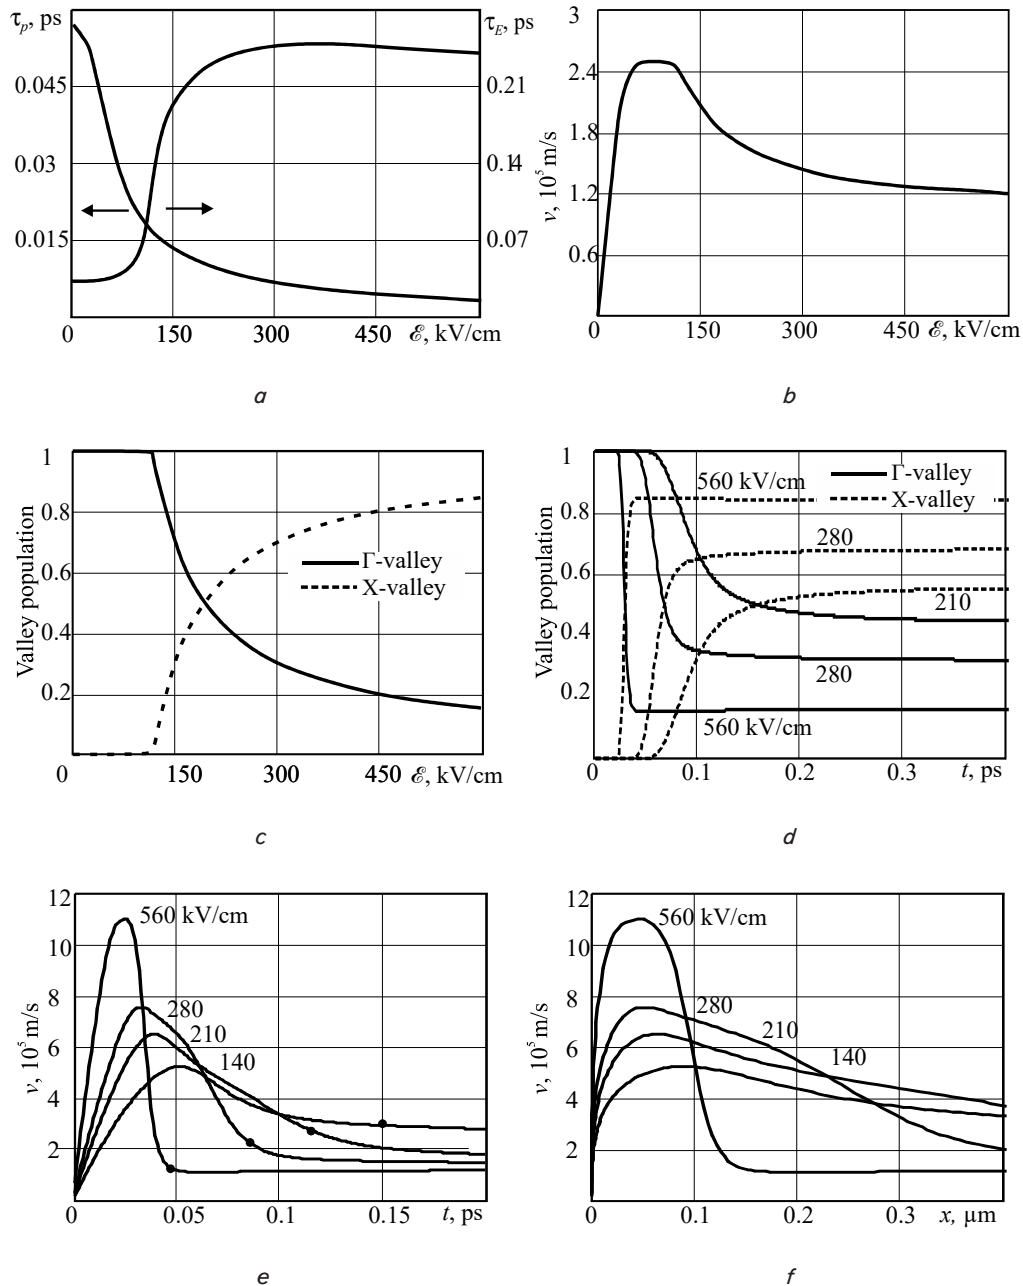 τp, ps
τE, ps
0.045
0.03
0.015
0.21
0.14
0.07
0 150 300 450 ℰ, kV/cm
a
3
2.4
1.8
1.2
0.6
v, 10⁵ m/s
0 150 300 450 ℰ, kV/cm
b
1
0.8
0.6
0.4
0.2
Valley population
Γ-valley
X-valley
0 150 300 450 ℰ, kV/cm
c
1
0.8
0.6
0.4
0.2
Valley population
560 kV/cm
Γ-valley
X-valley
280
210
280
560 kV/cm
0 0.1 0.2 0.3 t, ps
d
12
10
8
6
4
2
v, 10⁵ m/s
560 kV/cm
280
210
140
0 0.05 0.1 0.15 t, ps
e
12
10
8
6
4
2
v, 10⁵ m/s
560 kV/cm
280
210
140
0 0.1 0.2 0.3 x, μm
f